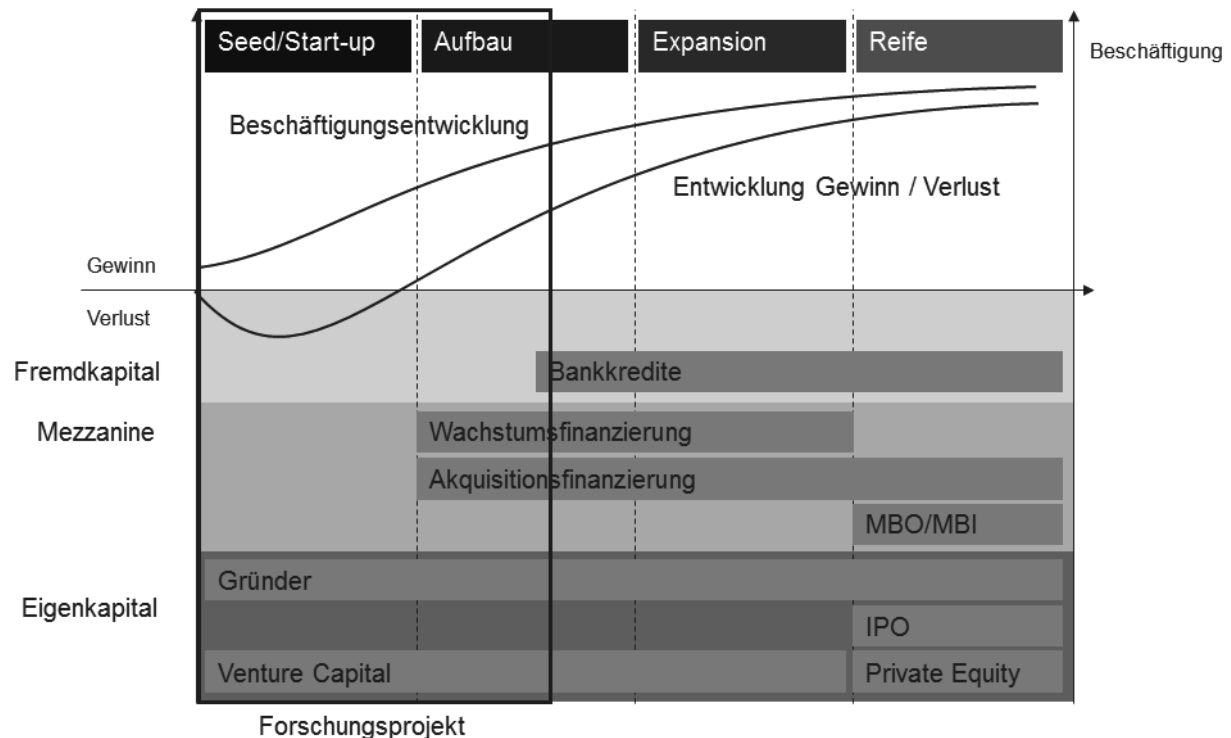 Seed/Start-up
Aufbau
Expansion
Reife
Beschäftigung
Beschäftigungsentwicklung
Entwicklung Gewinn / Verlust
Gewinn
Verlust
Fremdkapital
Bankkredite
Mezzanine
Wachstumsfinanzierung
Akquisitionsfinanzierung
MBO/MBI
Eigenkapital
Gründer
IPO
Venture Capital
Private Equity
Forschungsprojekt